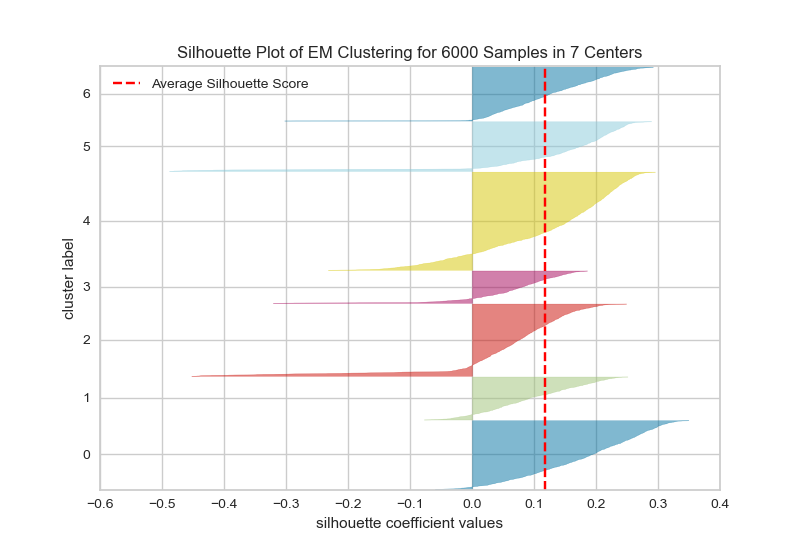 Silhouette Plot of EM Clustering for 6000 Samples in 7 Centers
Average Silhouette Score
6
5
4
3
2
1
0
cluster label
−0.6 −0.5 −0.4 −0.3 −0.2 −0.1 0.0 0.1 0.2 0.3 0.4
silhouette coefficient values